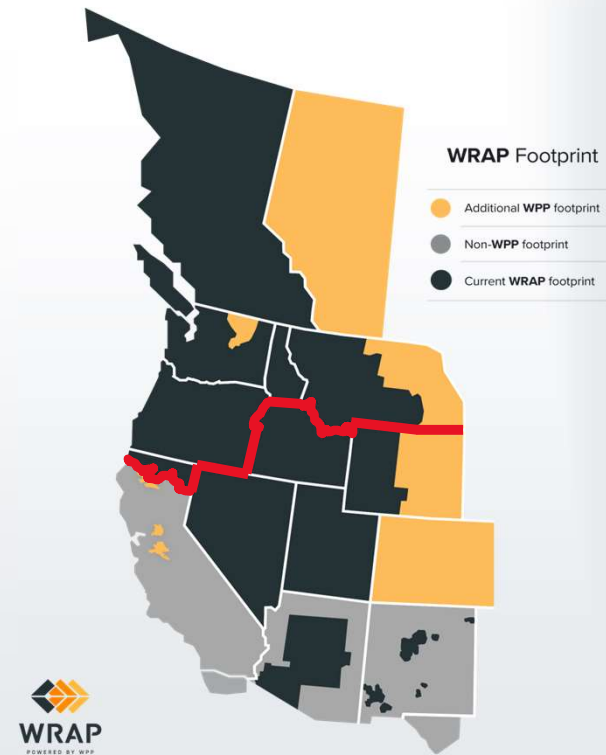 WRAP Footprint
Additional WPP footprint
Non-WPP footprint
Current WRAP footprint
WRAP
POWERED BY WPP